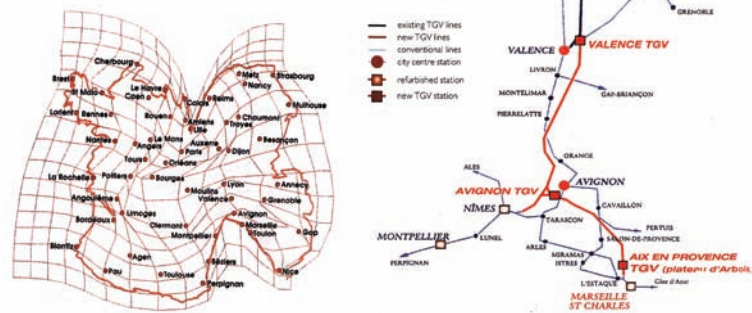 Cherbourg
Brest
St Malo
Le Havre
Caen
Calais
Reims
Metz
Nancy
Strasbourg
Lorient
Rennes
Rouen
Amiens
Lille
Chaumont
Troyes
Mulhouse
Nantes
Le Mans
Angers
Paris
Auxerre
Dijon
Besançon
Tours
Orléans
La Rochelle
Poitiers
Bourges
Moulins
Lyon
Annecy
Angoulême
Valence
Grenoble
Bordeaux
Limoges
Clermont
Avignon
Marseille
Toulon
Gap
Montpellier
Biarritz
Agen
Béziers
Pau
Toulouse
Perpignan
Nice
existing TGV lines
new TGV lines
conventional lines
city centre station
refurbished station
new TGV station
GRENOBLE
VALENCE
VALENCE TGV
LIVRON
MONTELIMAR
GAP-BRIANÇON
PIERRELATTE
ORANGE
ALES
AVIGNON TGV
AVIGNON
NÎMES
CAVAILLON
TARASCON
PERTUIS
MONTPELLIER
LUNEL
ARLES
SALON-DE-PROVENCE
PERPIGNAN
MIRAMAS
ISTRES
AIX EN PROVENCE
TGV (plateau d'Arbois)
L'ESTAQUE
MARSEILLE
ST CHARLES